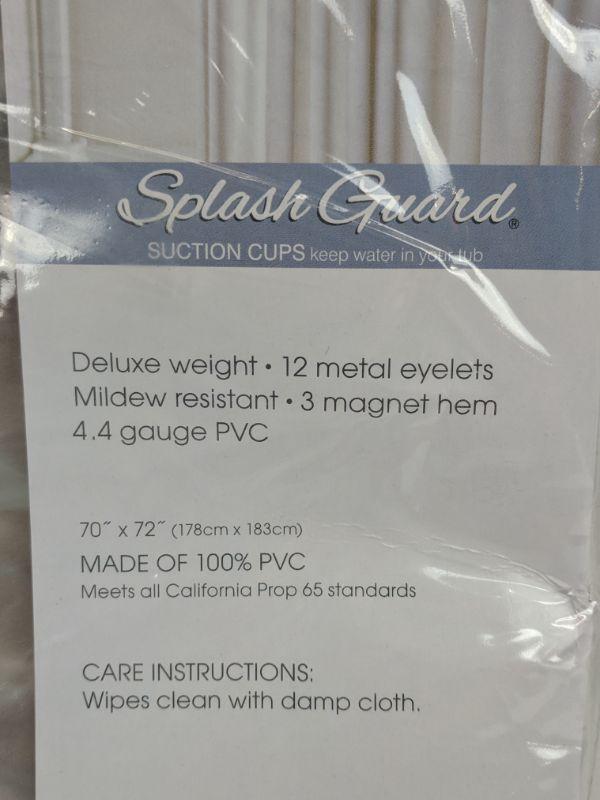 Splash Guard®
SUCTION CUPS keep water in your tub
Deluxe weight • 12 metal eyelets
Mildew resistant • 3 magnet hem
4.4 gauge PVC
70˝ x 72˝ (178cm x 183cm)
MADE OF 100% PVC
Meets all California Prop 65 standards
CARE INSTRUCTIONS:
Wipes clean with damp cloth.